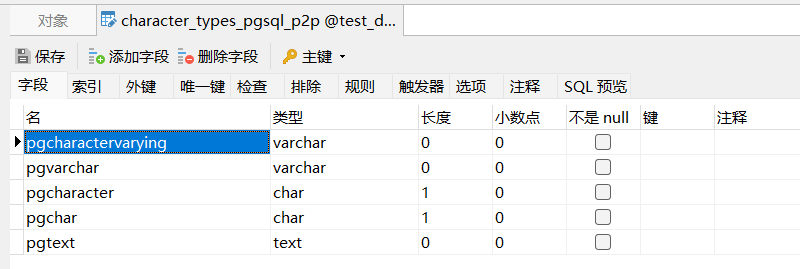 对象 character_types_pgsql_p2p @test_d...
保存 添加字段 删除字段 主键
字段 索引 外键 唯一键 检查 排除 规则 触发器 选项 注释 SQL 预览
名 类型 长度 小数点 不是 null 键 注释
pgcharactervarying varchar 0 0
pgvarchar varchar 0 0
pgcharacter char 1 0
pgchar char 1 0
pgtext text 0 0